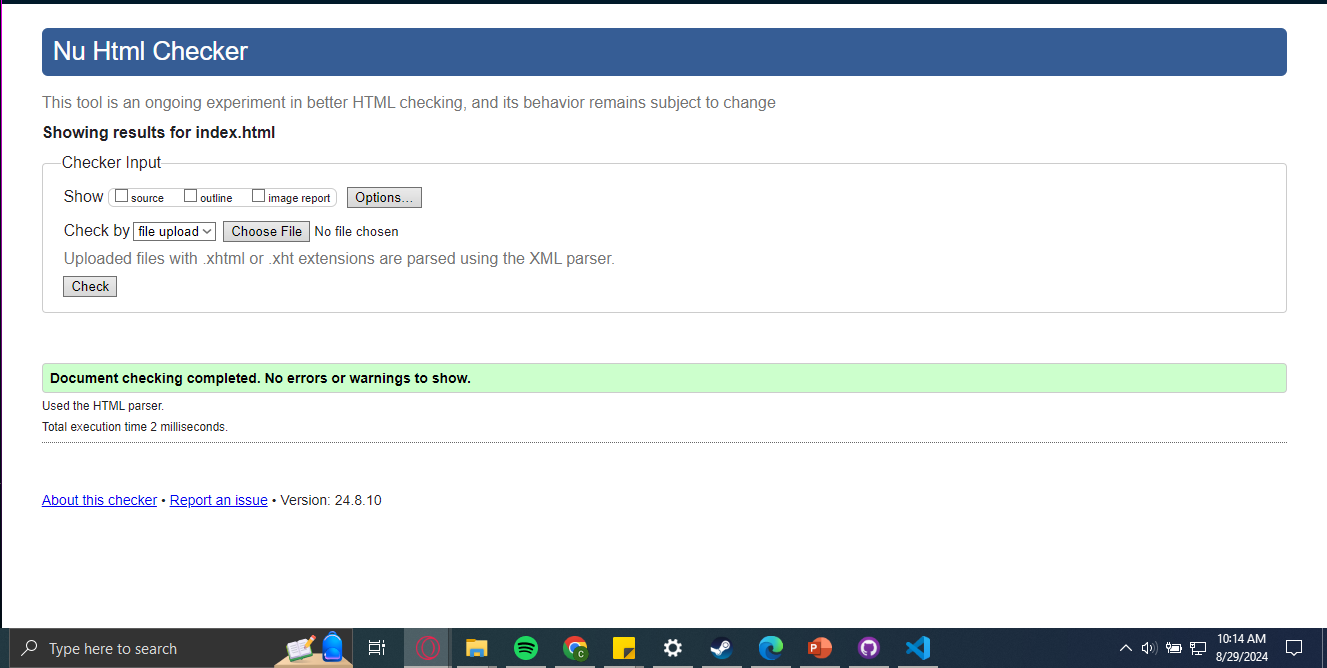 Nu Html Checker
This tool is an ongoing experiment in better HTML checking, and its behavior remains subject to change
Showing results for index.html
Checker Input
Show source outline image report Options...
Check by file upload Choose File No file chosen
Uploaded files with .xhtml or .xht extensions are parsed using the XML parser.
Check
Document checking completed. No errors or warnings to show.
Used the HTML parser.
Total execution time 2 milliseconds.
About this checker • Report an issue • Version: 24.8.10
Type here to search
10:14 AM
8/29/2024